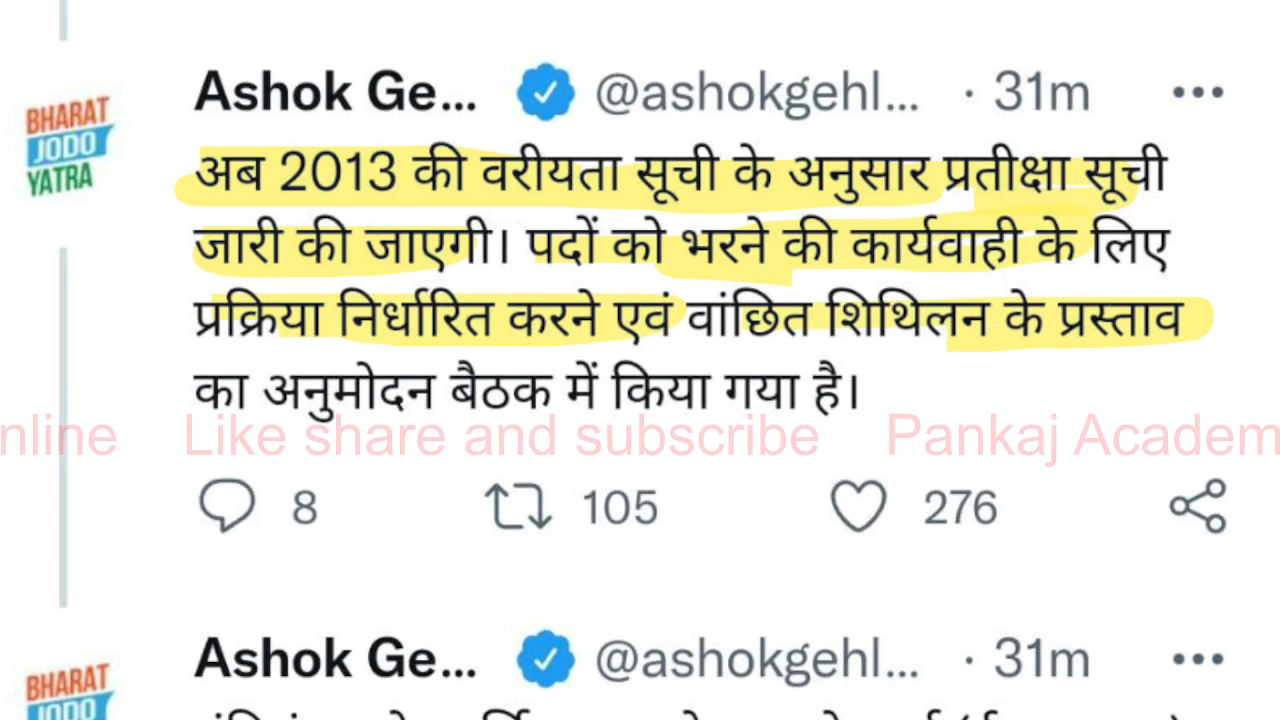 Ashok Ge... @ashokgehl... · 31m
BHARAT
JODO
YATRA
अब 2013 की वरीयता सूची के अनुसार प्रतीक्षा सूची
जारी की जाएगी। पदों को भरने की कार्यवाही के लिए
प्रक्रिया निर्धारित करने एवं वांछित शिथिलन के प्रस्ताव
का अनुमोदन बैठक में किया गया है।
nline Like share and subscribe Pankaj Academ
8 105 276
Ashok Ge... @ashokgehl... · 31m
BHARAT
JODO